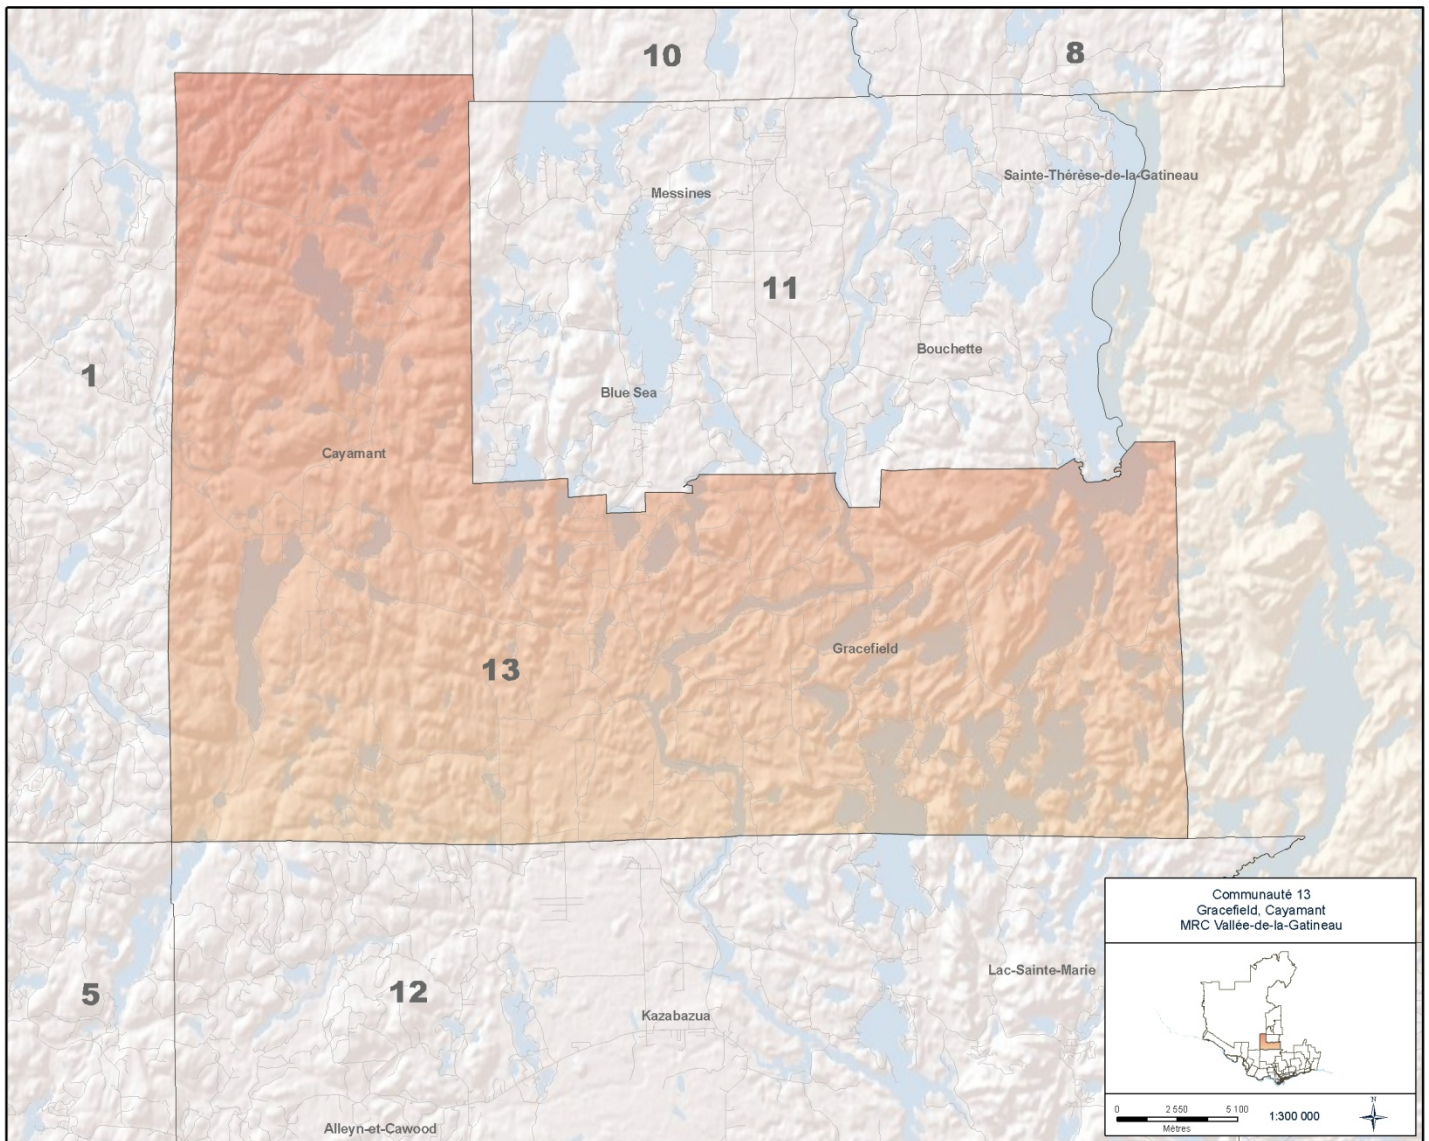 10
8
Messines
Sainte-Thérèse-de-la-Gatineau
11
1
Bouchette
Blue Sea
Cayamant
Gracefield
13
5
12
Kazabazua
Lac-Sainte-Marie
Alleyn-et-Cawood
Communauté 13
Gracefield, Cayamant
MRC Vallée-de-la-Gatineau
0 2 550 5 100
Mètres
1:300 000
N